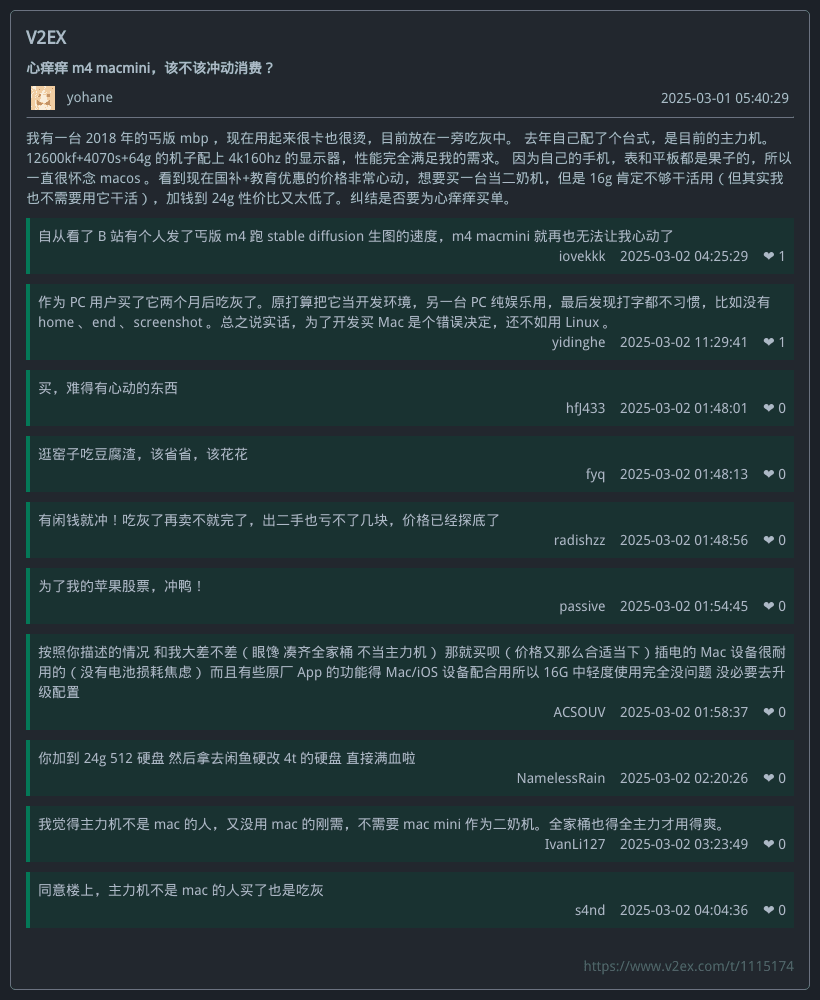 V2EX
心痒痒 m4 macmini，该不该冲动消费？
yohane 2025-03-01 05:40:29
我有一台 2018 年的丐版 mbp ，现在用起来很卡也很烫，目前放在一旁吃灰中。 去年自己配了个台式，是目前的主力机。
12600kf+4070s+64g 的机子配上 4k160hz 的显示器，性能完全满足我的需求。 因为自己的手机，表和平板都是果子的，所以
一直很怀念 macos 。看到现在国补+教育优惠的价格非常心动，想要买一台当二奶机，但是 16g 肯定不够干活用（但其实我
也不需要用它干活），加钱到 24g 性价比又太低了。纠结是否要为心痒痒买单。
自从看了 B 站有个人发了丐版 m4 跑 stable diffusion 生图的速度，m4 macmini 就再也无法让我心动了
iovekkk 2025-03-02 04:25:29 ❤ 1
作为 PC 用户买了它两个月后吃灰了。原打算把它当开发环境，另一台 PC 纯娱乐用，最后发现打字都不习惯，比如没有
home 、end 、screenshot 。总之说实话，为了开发买 Mac 是个错误决定，还不如用 Linux 。
yidinghe 2025-03-02 11:29:41 ❤ 1
买，难得有心动的东西
hfJ433 2025-03-02 01:48:01 ❤ 0
逛窑子吃豆腐渣，该省省，该花花
fyq 2025-03-02 01:48:13 ❤ 0
有闲钱就冲！吃灰了再卖不就完了，出二手也亏不了几块，价格已经探底了
radishzz 2025-03-02 01:48:56 ❤ 0
为了我的苹果股票，冲鸭！
passive 2025-03-02 01:54:45 ❤ 0
按照你描述的情况 和我大差不差（眼馋 凑齐全家桶 不当主力机） 那就买呗（价格又那么合适当下）插电的 Mac 设备很耐
用的（没有电池损耗焦虑） 而且有些原厂 App 的功能得 Mac/iOS 设备配合用所以 16G 中轻度使用完全没问题 没必要去升
级配置
ACSOUV 2025-03-02 01:58:37 ❤ 0
你加到 24g 512 硬盘 然后拿去闲鱼硬改 4t 的硬盘 直接满血啦
NamelessRain 2025-03-02 02:20:26 ❤ 0
我觉得主力机不是 mac 的人，又没用 mac 的刚需，不需要 mac mini 作为二奶机。全家桶也得全主力才用得爽。
IvanLi127 2025-03-02 03:23:49 ❤ 0
同意楼上，主力机不是 mac 的人买了也是吃灰
s4nd 2025-03-02 04:04:36 ❤ 0
https://www.v2ex.com/t/1115174